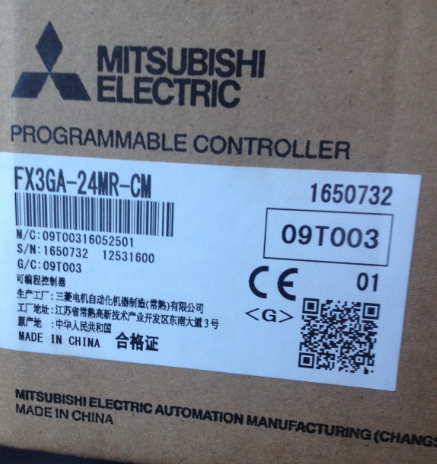 MITSUBISHI
ELECTRIC
PROGRAMMABLE CONTROLLER
FX3GA-24MR-CM
1650732
M/C:09T00316052501
S/N:1650732 12531600
G/C:09T003
09T003
可编程控制器
生产工厂:三菱电机自动化机器制造(常熟)有限公司
工厂地址:江苏省常熟高新技术产业开发区东南大道3号
原产地 :中华人民共和国
MADE IN CHINA 合格证
CE 01
<G>
MITSUBISHI ELECTRIC AUTOMATION MANUFACTURING (CHANGS
MADE IN CHINA